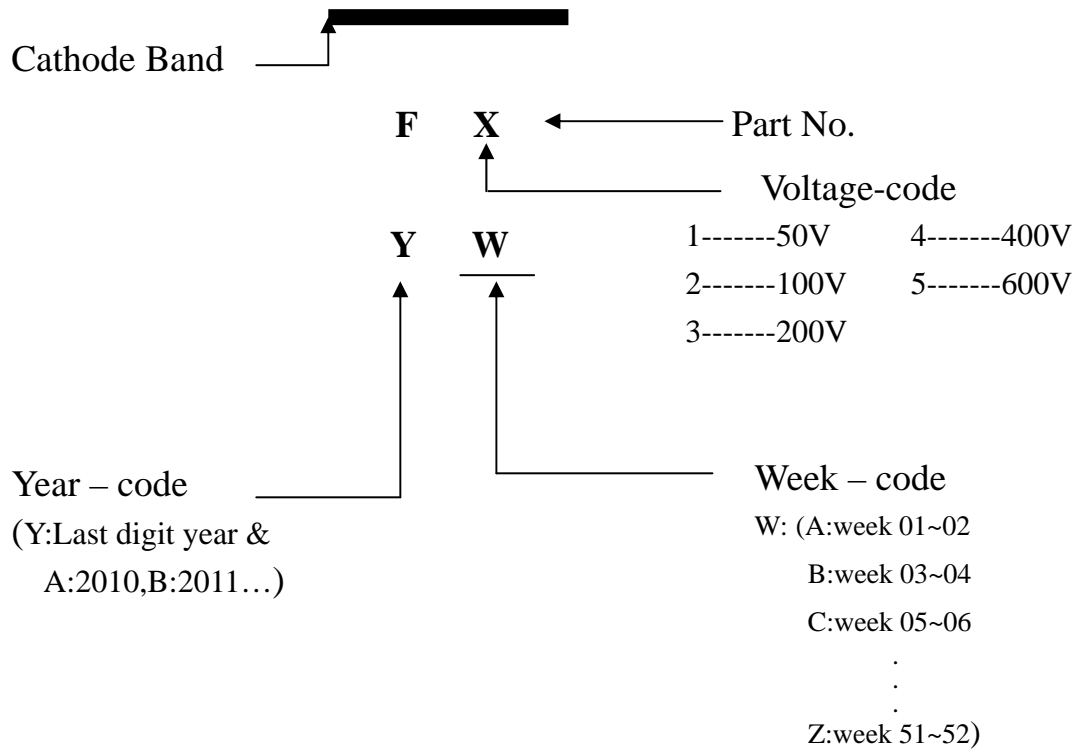 Cathode Band
F X
Part No.
Voltage-code
1-------50V 4-------400V
2-------100V 5-------600V
3-------200V
Y W
Year – code
(Y:Last digit year &
A:2010,B:2011…)
Week – code
W: (A:week 01~02
B:week 03~04
C:week 05~06
.
.
.
Z:week 51~52)